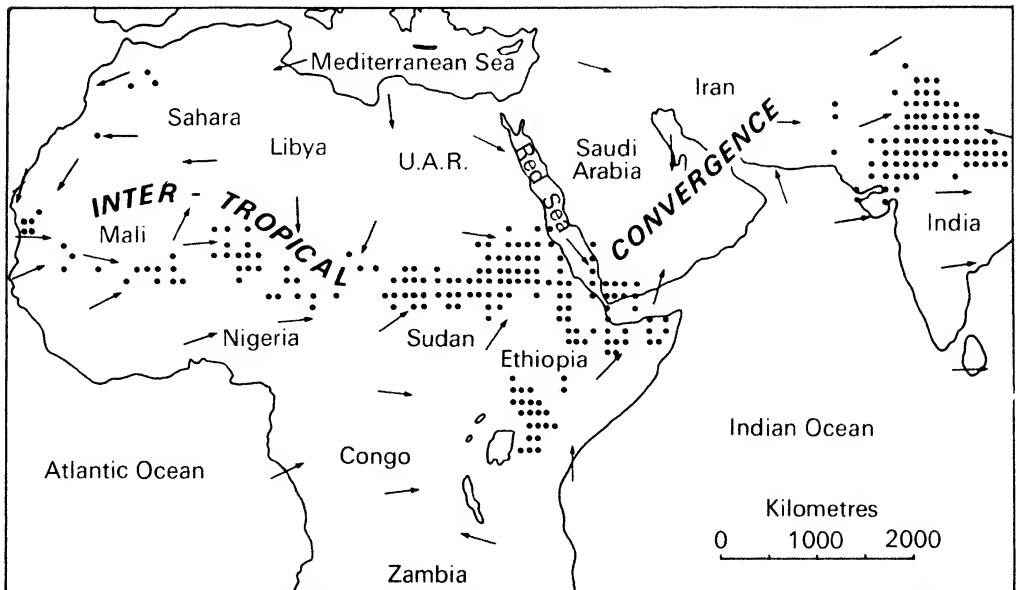 Mediterranean Sea
Iran
Sahara
Libya
U.A.R.
Saudi
Arabia
Red Sea
INTER - TROPICAL CONVERGENCE
Mali
India
Nigeria
Sudan
Ethiopia
Indian Ocean
Atlantic Ocean
Congo
Kilometres
0 1000 2000
Zambia